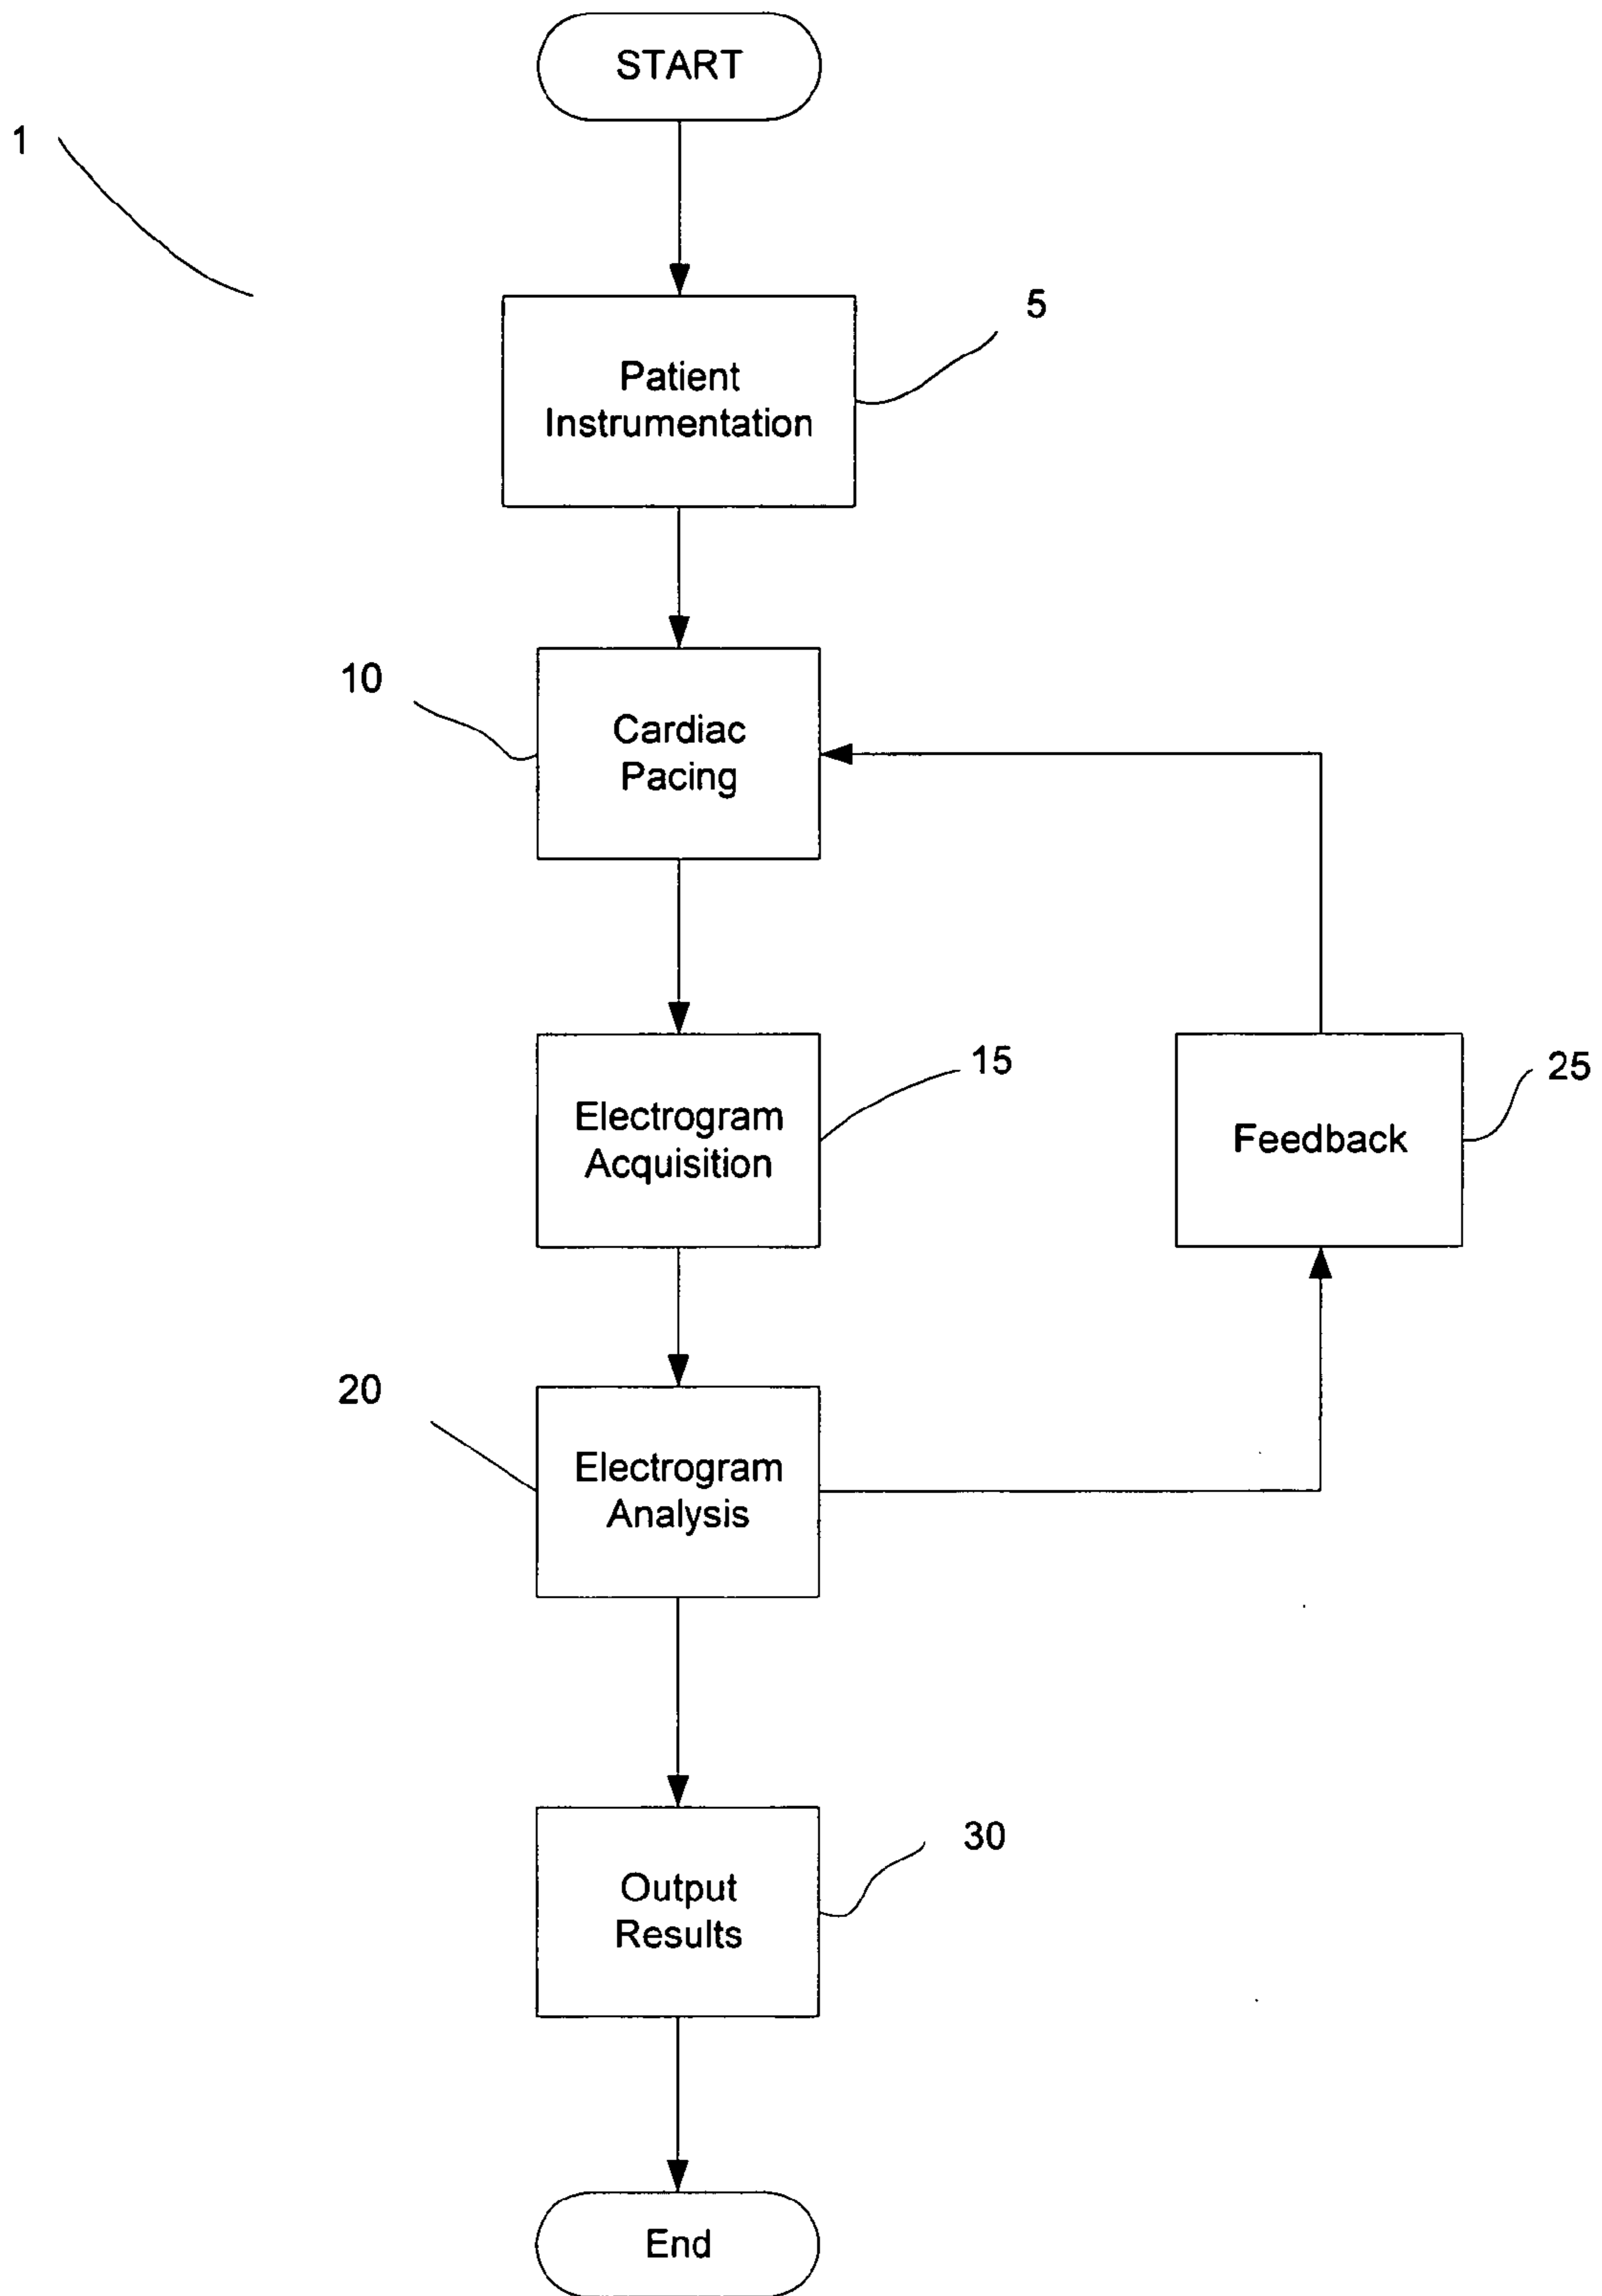 START
1
5
Patient
Instrumentation
10
Cardiac
Pacing
15
Electrogram
Acquisition
25
Feedback
20
Electrogram
Analysis
30
Output
Results
End